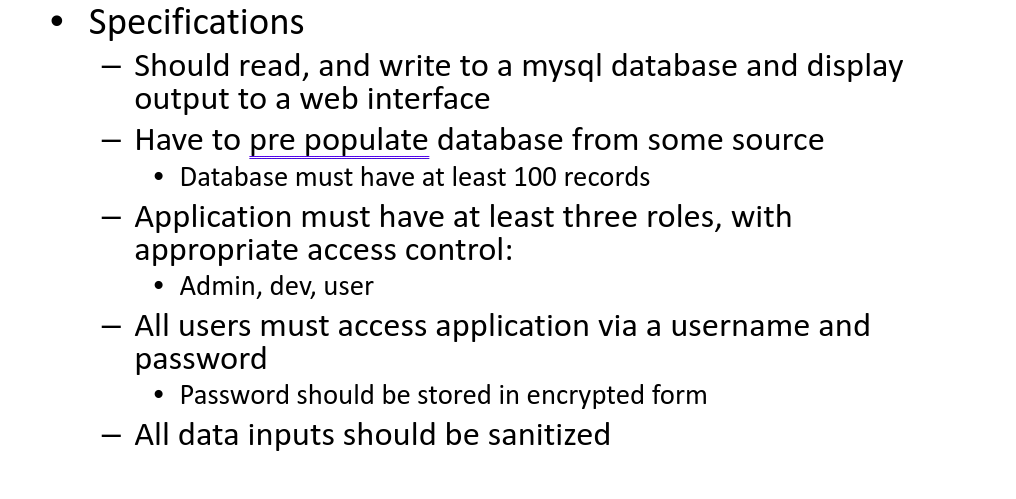 • Specifications
– Should read, and write to a mysql database and display
output to a web interface
– Have to pre populate database from some source
• Database must have at least 100 records
– Application must have at least three roles, with
appropriate access control:
• Admin, dev, user
– All users must access application via a username and
password
• Password should be stored in encrypted form
– All data inputs should be sanitized